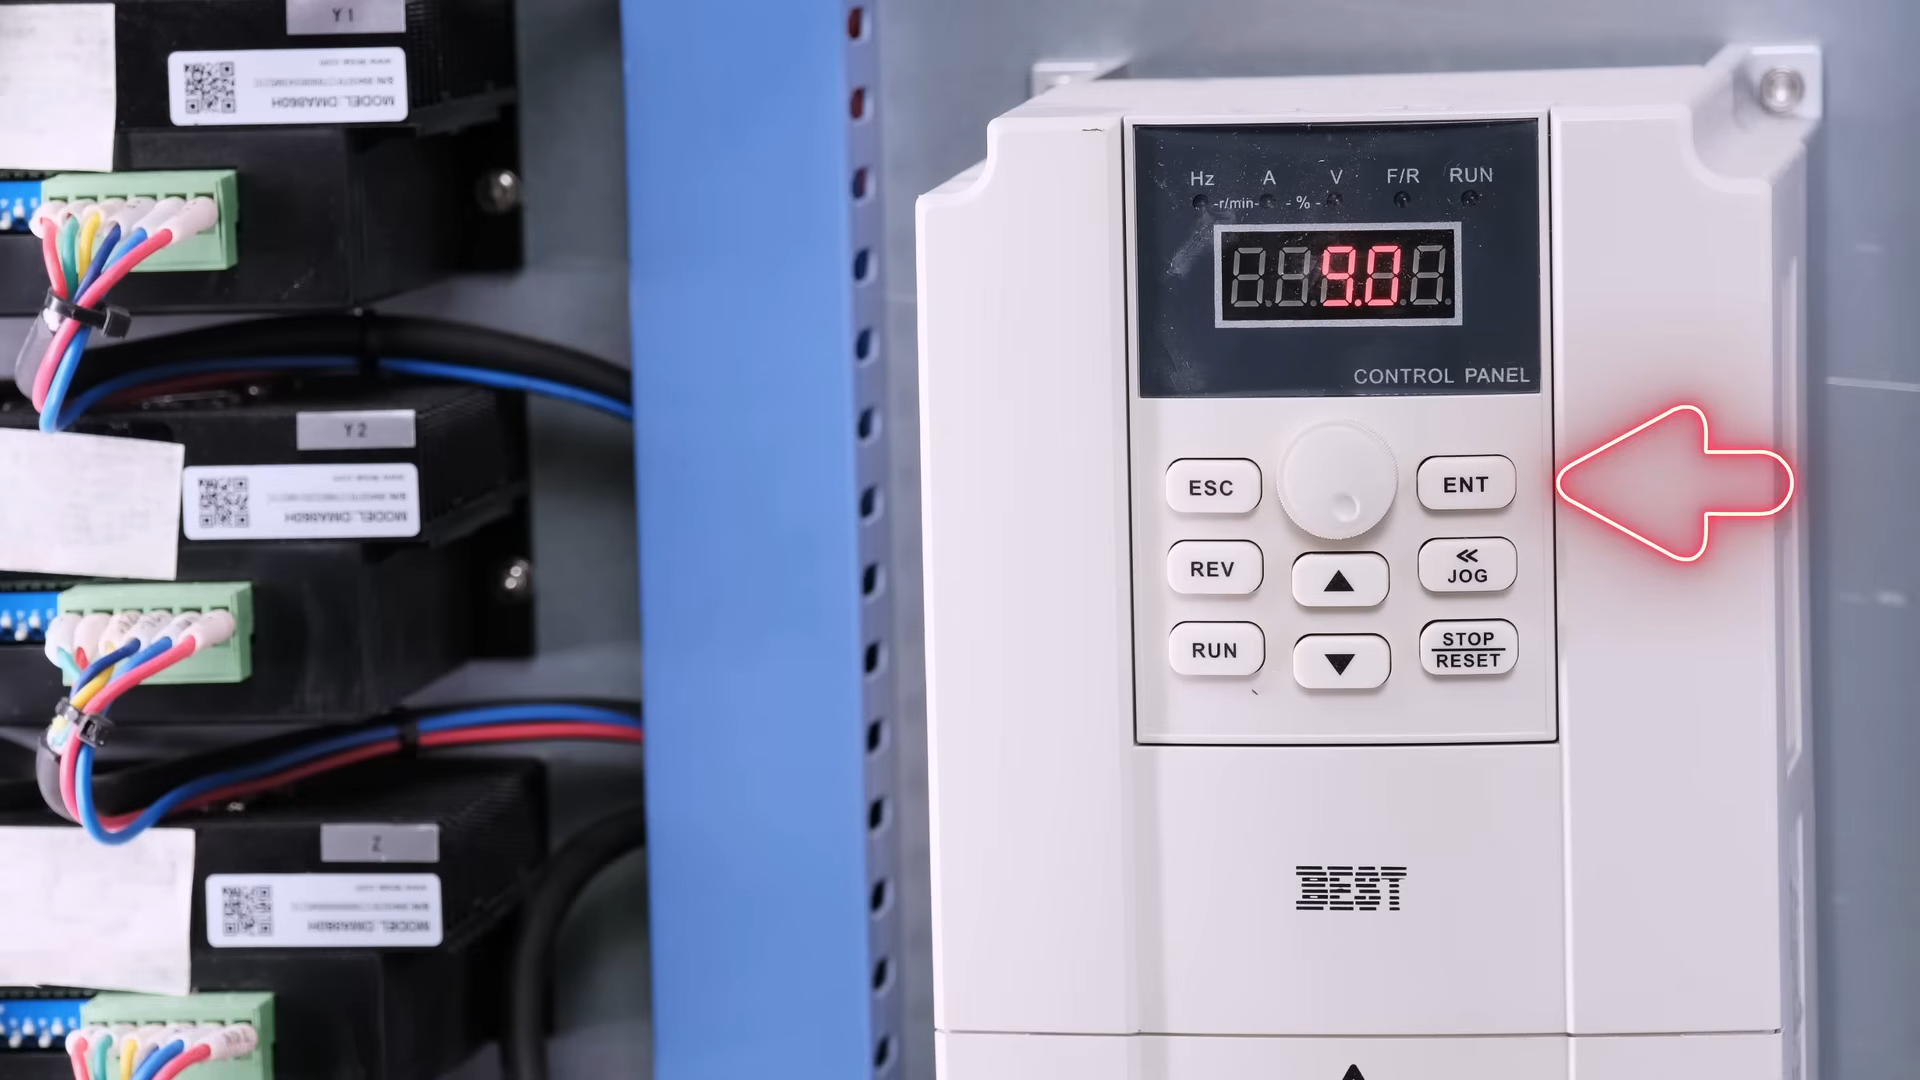 Y1
MODEL: DMA860H
Y2
MODEL: DMA860H
Z
MODEL: DMA860H
Hz A V F/R RUN
-r/min- -%-
9.0
CONTROL PANEL
ESC
ENT
REV
JOG
RUN
STOP
RESET
BEST